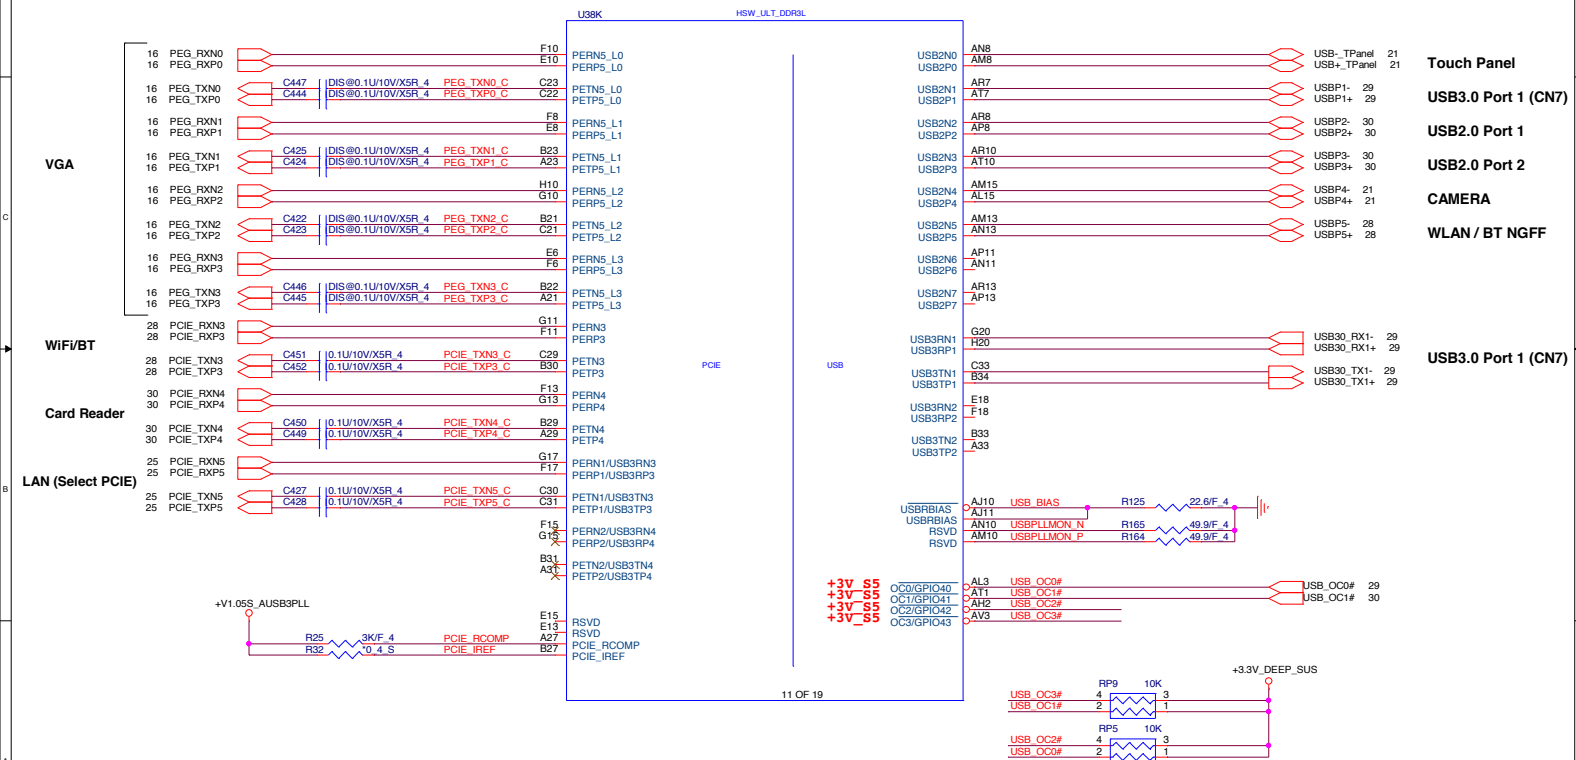 U38K HSW_ULT_DDR3L
16 PEG_RXN0 F10 PERN5_L0 USB2N0 AN8 USB-_TPanel 21
16 PEG_RXP0 E10 PERP5_L0 USB2P0 AM8 USB+_TPanel 21
Touch Panel
16 PEG_TXN0 C447 DIS@0.1U/10V/X5R_4 PEG_TXN0_C C23 PETN5_L0 USB2N1 AR7 USBP1- 29
16 PEG_TXP0 C444 DIS@0.1U/10V/X5R_4 PEG_TXP0_C C22 PETP5_L0 USB2P1 AT7 USBP1+ 29
USB3.0 Port 1 (CN7)
16 PEG_RXN1 F8 PERN5_L1 USB2N2 AR8 USBP2- 30
16 PEG_RXP1 E8 PERP5_L1 USB2P2 AP8 USBP2+ 30
USB2.0 Port 1
16 PEG_TXN1 C425 DIS@0.1U/10V/X5R_4 PEG_TXN1_C B23 PETN5_L1 USB2N3 AR10 USBP3- 30
16 PEG_TXP1 C424 DIS@0.1U/10V/X5R_4 PEG_TXP1_C A23 PETP5_L1 USB2P3 AT10 USBP3+ 30
VGA USB2.0 Port 2
16 PEG_RXN2 H10 PERN5_L2 USB2N4 AM15 USBP4- 21
16 PEG_RXP2 G10 PERP5_L2 USB2P4 AL15 USBP4+ 21
CAMERA
C
16 PEG_TXN2 C422 DIS@0.1U/10V/X5R_4 PEG_TXN2_C B21 PETN5_L2 USB2N5 AM13 USBP5- 28
16 PEG_TXP2 C423 DIS@0.1U/10V/X5R_4 PEG_TXP2_C C21 PETP5_L2 USB2P5 AN13 USBP5+ 28
WLAN / BT NGFF
16 PEG_RXN3 E6 PERN5_L3 USB2N6 AP11
16 PEG_RXP3 F6 PERP5_L3 USB2P6 AN11
16 PEG_TXN3 C446 DIS@0.1U/10V/X5R_4 PEG_TXN3_C B22 PETN5_L3 USB2N7 AR13
16 PEG_TXP3 C445 DIS@0.1U/10V/X5R_4 PEG_TXP3_C A21 PETP5_L3 USB2P7 AP13
28 PCIE_RXN3 G11 PERN3 USB3RN1 G20 USB30_RX1- 29
28 PCIE_RXP3 F11 PERP3 USB3RP1 H20 USB30_RX1+ 29
WiFi/BT USB3.0 Port 1 (CN7)
28 PCIE_TXN3 C451 0.1U/10V/X5R_4 PCIE_TXN3_C C29 PETN3 PCIE USB USB3TN1 C33 USB30_TX1- 29
28 PCIE_TXP3 C452 0.1U/10V/X5R_4 PCIE_TXP3_C B30 PETP3 USB3TP1 B34 USB30_TX1+ 29
30 PCIE_RXN4 F13 PERN4 USB3RN2 E18
30 PCIE_RXP4 G13 PERP4 USB3RP2 F18
Card Reader
30 PCIE_TXN4 C450 0.1U/10V/X5R_4 PCIE_TXN4_C B29 PETN4 USB3TN2 B33
30 PCIE_TXP4 C449 0.1U/10V/X5R_4 PCIE_TXP4_C A29 PETP4 USB3TP2 A33
25 PCIE_RXN5 G17 PERN1/USB3RN3
25 PCIE_RXP5 F17 PERP1/USB3RP3
LAN (Select PCIE)
B
25 PCIE_TXN5 C427 0.1U/10V/X5R_4 PCIE_TXN5_C C30 PETN1/USB3TN3 USBRBIAS AJ10 USB_BIAS R125 22.6/F_4
25 PCIE_TXP5 C428 0.1U/10V/X5R_4 PCIE_TXP5_C C31 PETP1/USB3TP3 USBRBIAS AJ11
F15 PERN2/USB3RN4 RSVD AN10 USBPLLMON_N R165 49.9/F_4
G15 PERP2/USB3RP4 RSVD AM10 USBPLLMON_P R164 49.9/F_4
B31 PETN2/USB3TN4
A31 PETP2/USB3TP4
+3V_S5 OC0/GPIO40 AL3 USB_OC0# USB_OC0# 29
+3V_S5 OC1/GPIO41 AT1 USB_OC1# USB_OC1# 30
+3V_S5 OC2/GPIO42 AH2 USB_OC2#
+3V_S5 OC3/GPIO43 AV3 USB_OC3#
+V1.05S_AUSB3PLL
E15 RSVD
E13 RSVD
R25 3K/F_4 PCIE_RCOMP A27 PCIE_RCOMP
R32 *0_4_S PCIE_IREF B27 PCIE_IREF
11 OF 19
+3.3V_DEEP_SUS
RP9 10K
USB_OC3# 4 3
USB_OC1# 2 1
RP5 10K
USB_OC2# 4 3
USB_OC0# 2 1